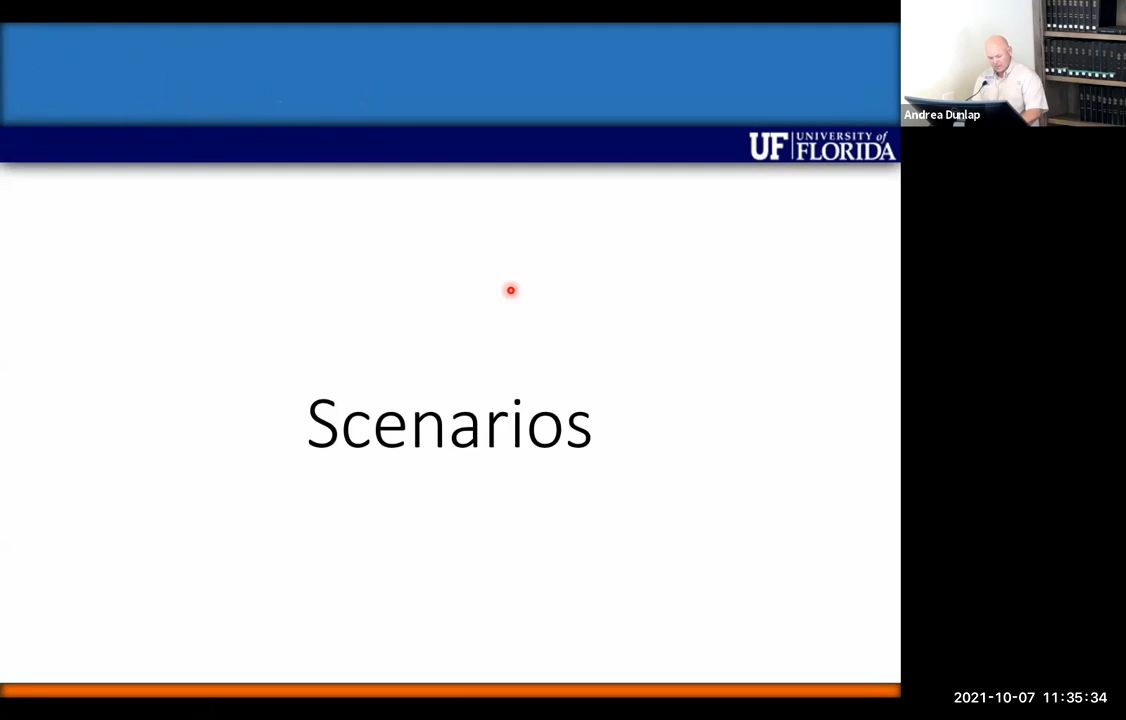 UF UNIVERSITY of
FLORIDA
Andrea Dunlap
Scenarios
2021-10-07 11:35:34